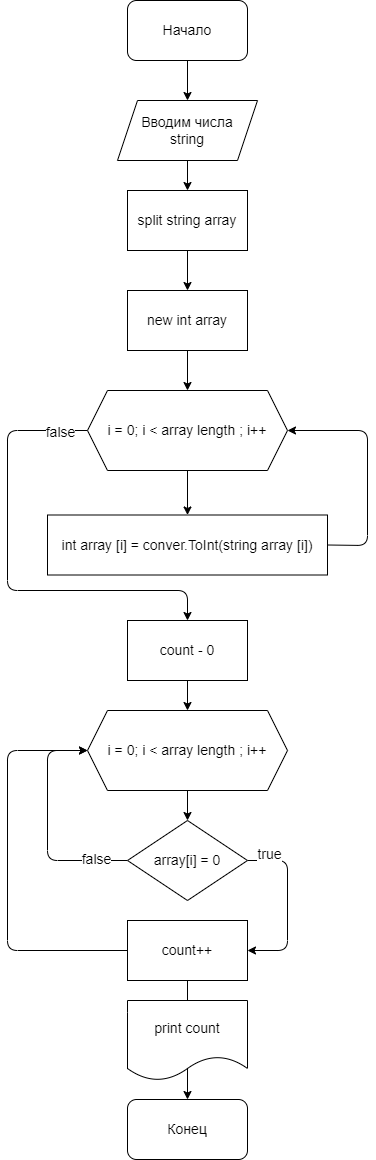 Начало
Вводим числа
string
split string array
new int array
i = 0; i < array length ; i++
false
int array [i] = conver.ToInt(string array [i])
count - 0
i = 0; i < array length ; i++
array[i] = 0
false
true
count++
print count
Конец